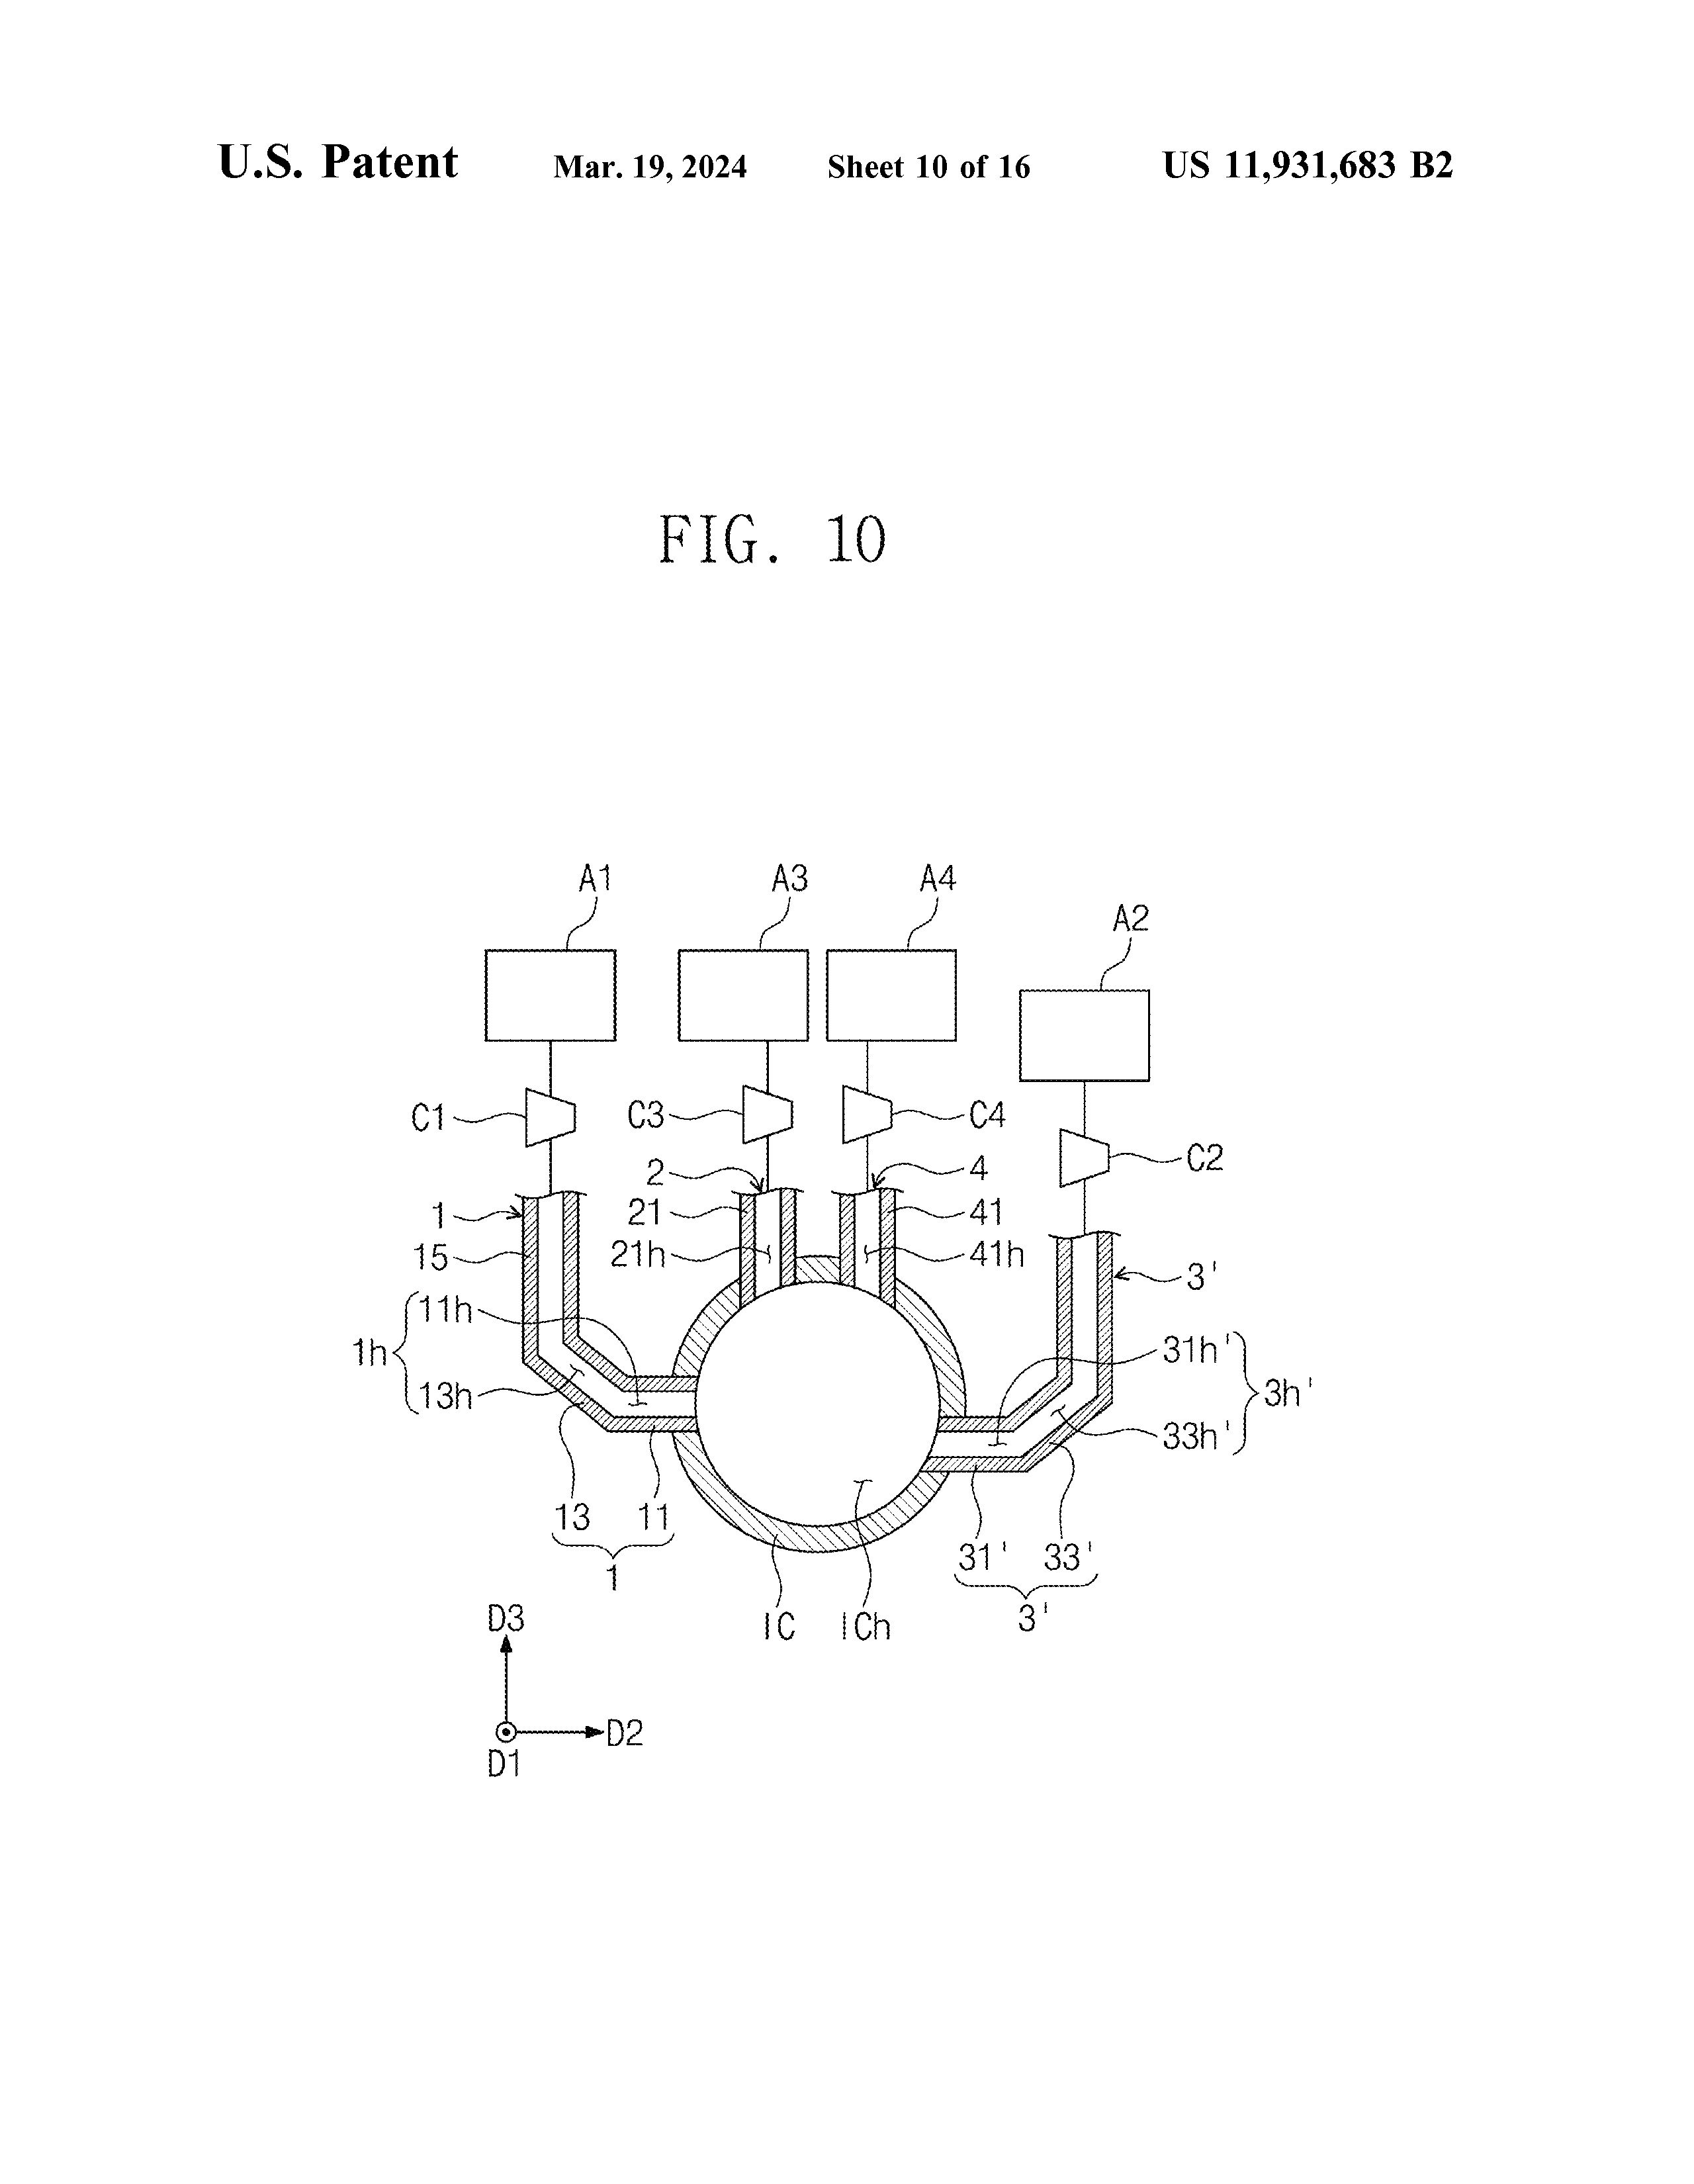 U.S. Patent Mar. 19, 2024 Sheet 10 of 16 US 11,931,683 B2
FIG. 10
A1 A3 A4
A2
C1 C3 C4
C2
2 4
1 21 41
15 21h 41h
3'
11h
1h 31h'
3h'
13h
33h'
13 11
31' 33'
1
3'
IC ICh
D3
D2
D1